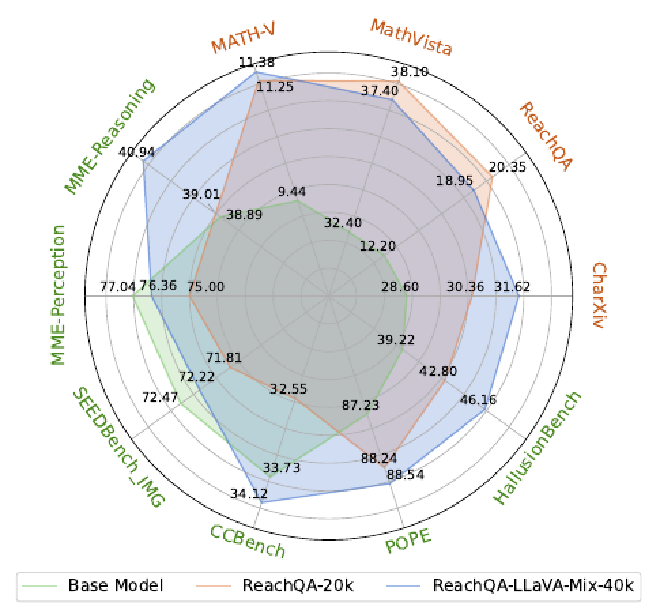 MATH-V
MathVista
11.38
38.10
11.25
37.40
MME-Reasoning
ReachQA
40.94
20.35
18.95
39.01
9.44
38.89
32.40
12.20
MME-Perception
77.04
76.36
75.00
28.60
30.36
31.62
CharXiv
39.22
71.81
42.80
72.22
72.47
32.55
46.16
87.23
SEEDBench_IMG
HallusionBench
88.24
33.73
88.54
34.12
CCBench
POPE
Base Model
ReachQA-20k
ReachQA-LLaVA-Mix-40k